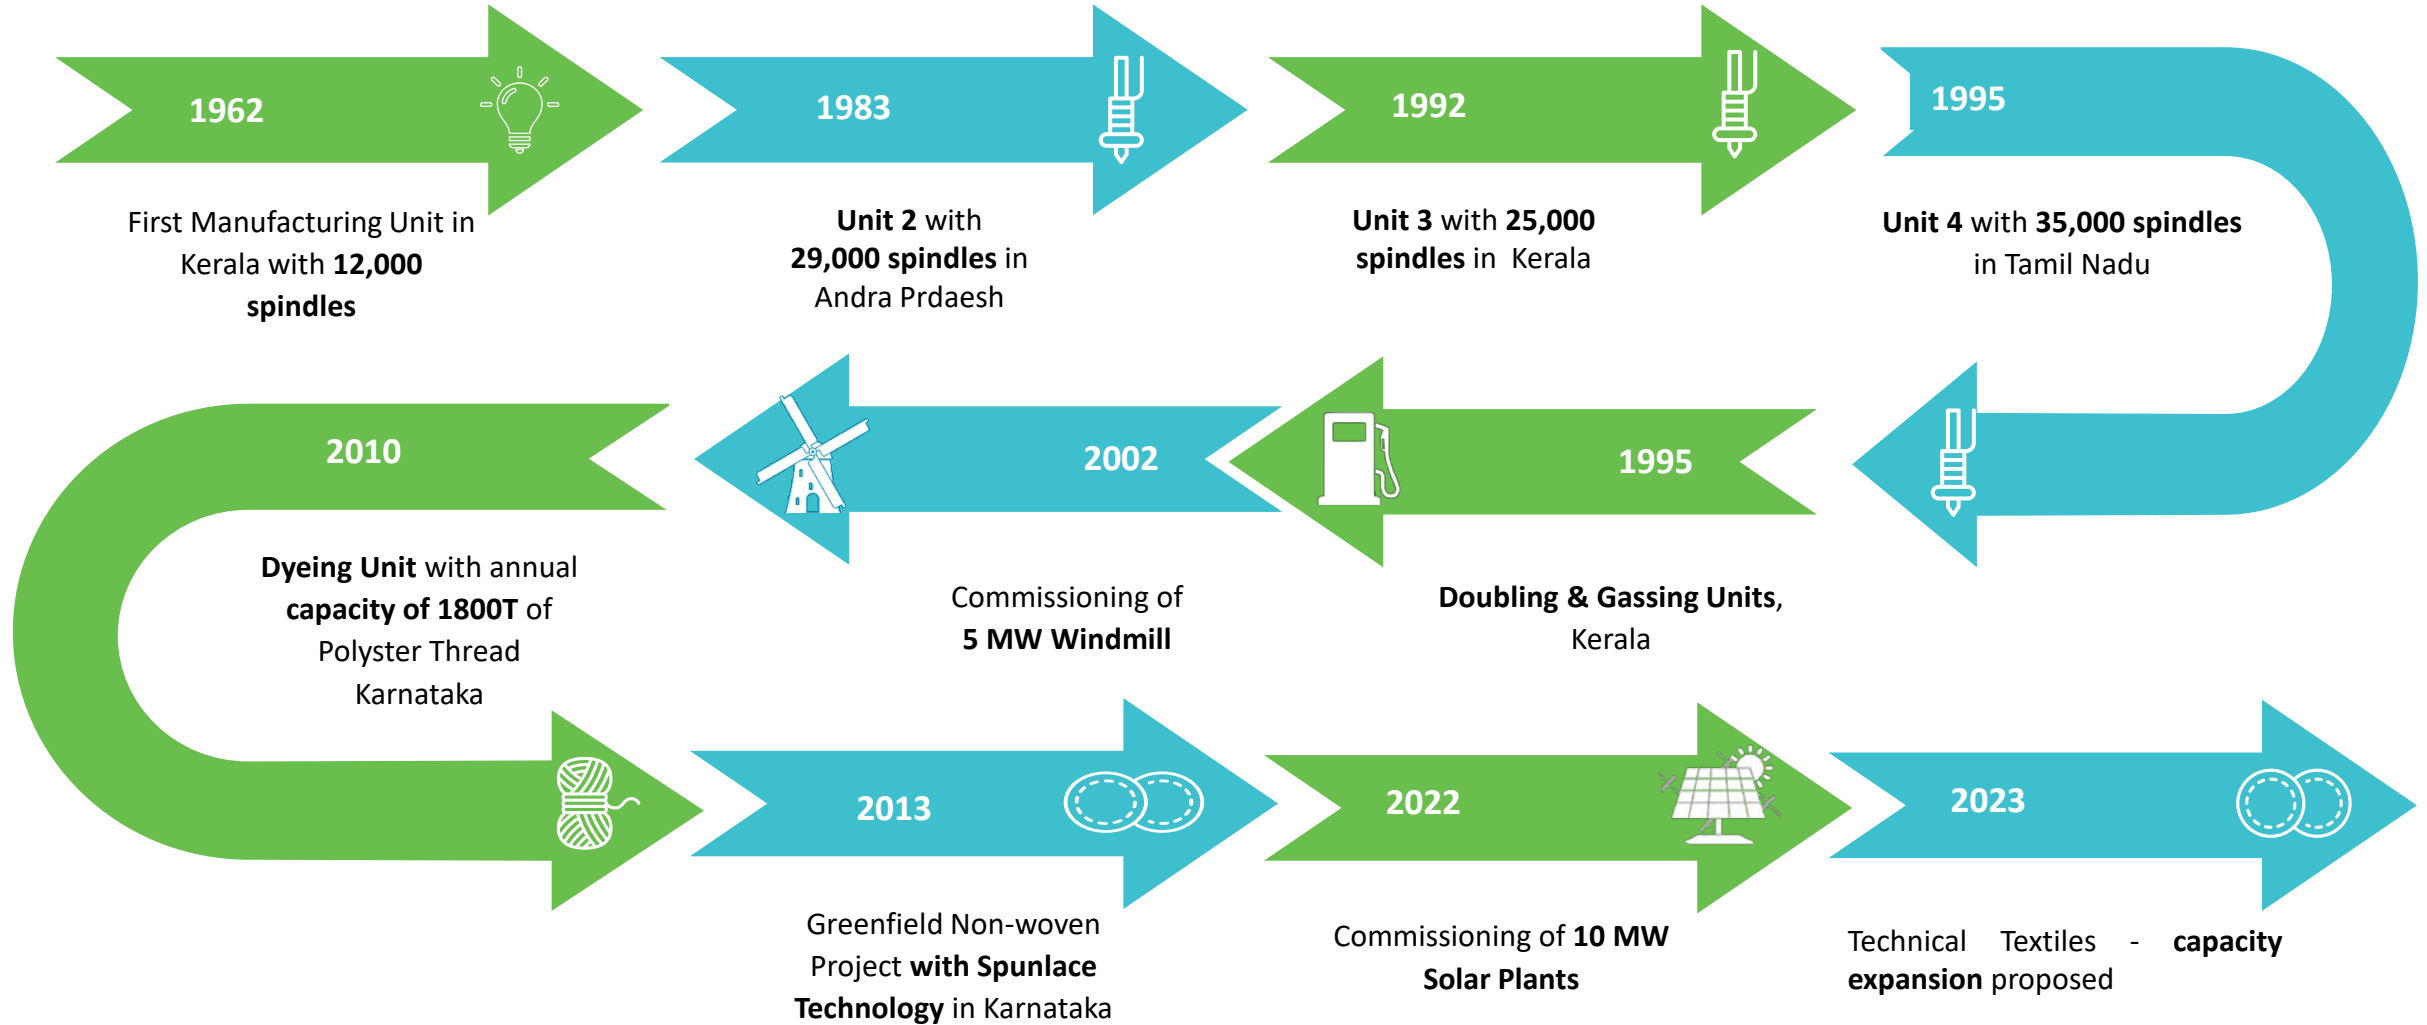 1962
First Manufacturing Unit in
Kerala with 12,000
spindles
1983
Unit 2 with
29,000 spindles in
Andra Prdaesh
1992
Unit 3 with 25,000
spindles in Kerala
1995
Unit 4 with 35,000 spindles
in Tamil Nadu
1995
Doubling & Gassing Units,
Kerala
2002
Commissioning of
5 MW Windmill
2010
Dyeing Unit with annual
capacity of 1800T of
Polyster Thread
Karnataka
2013
Greenfield Non-woven
Project with Spunlace
Technology in Karnataka
2022
Commissioning of 10 MW
Solar Plants
2023
Technical Textiles - capacity
expansion proposed